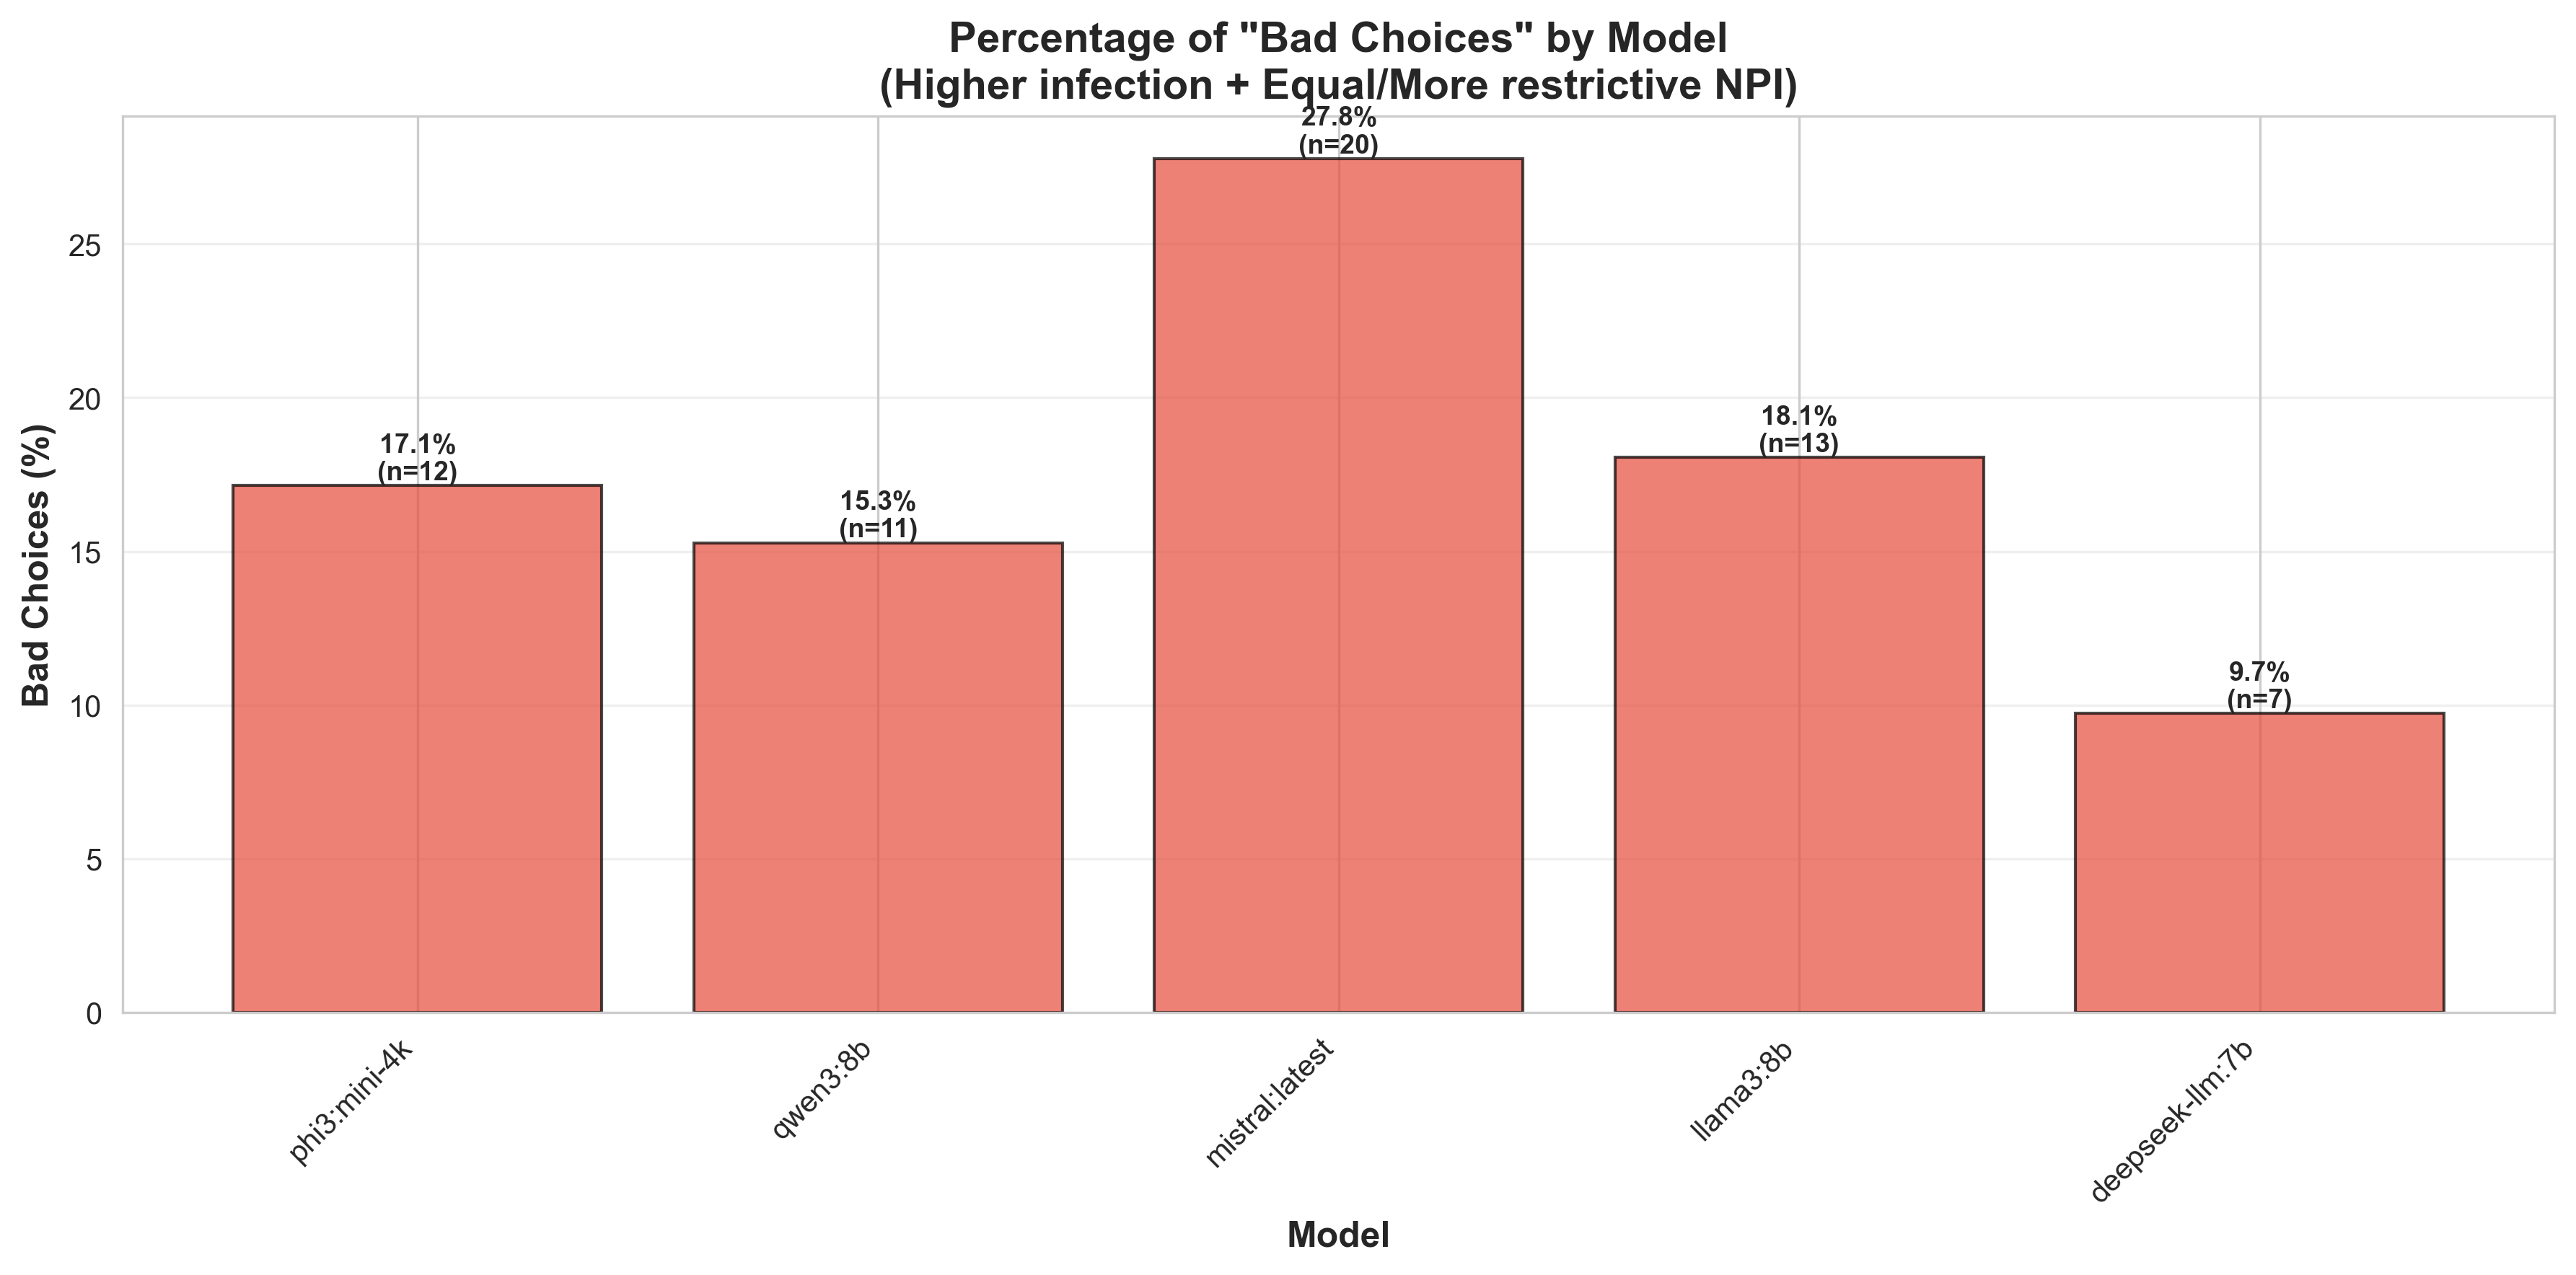 Percentage of "Bad Choices" by Model
(Higher infection + Equal/More restrictive NPI)
27.8%
(n=20)
25
20
18.1%
(n=13)
17.1%
(n=12)
15.3%
(n=11)
15
10
9.7%
(n=7)
5
0
Bad Choices (%)
phi3:mini-4k
qwen3:8b
mistral:latest
llama3:8b
deepseek-llm:7b
Model